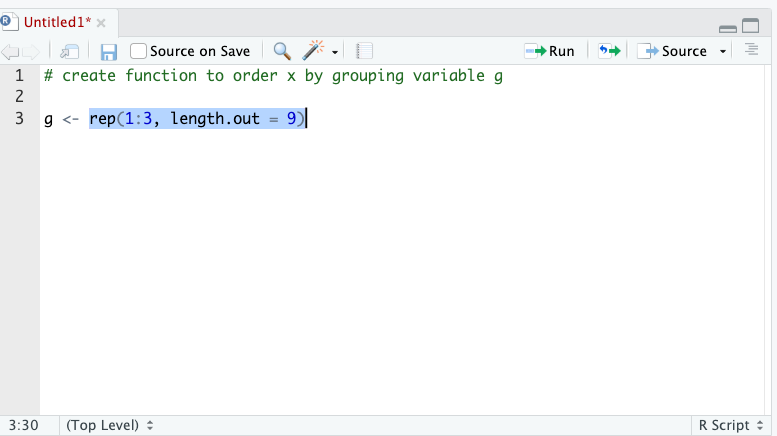 R Untitled1*
Source on Save Run Source
1 # create function to order x by grouping variable g
2
3 g <- rep(1:3, length.out = 9)
3:30 (Top Level) R Script